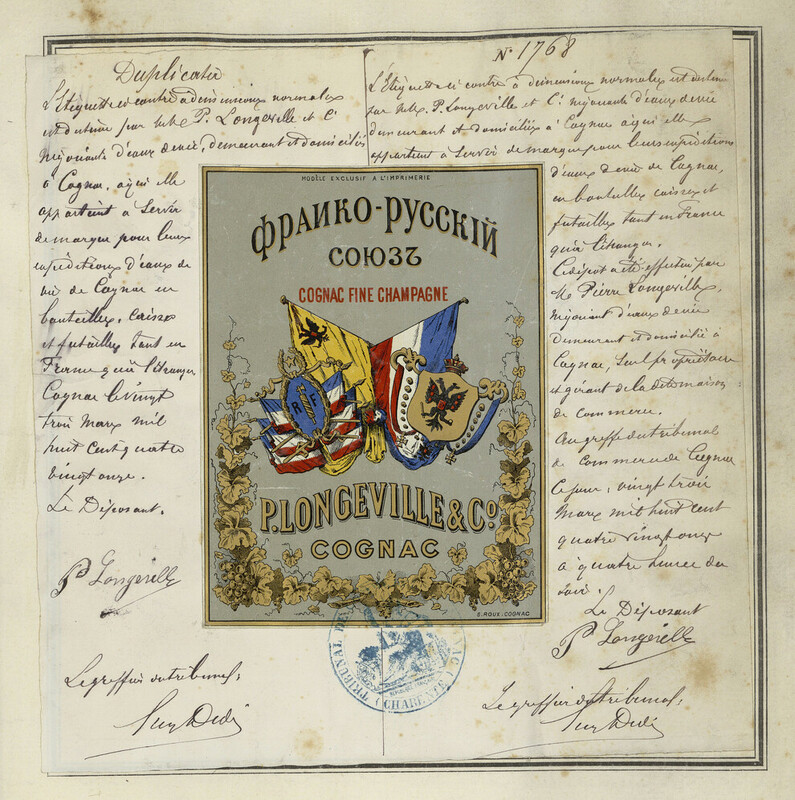 Duplicata
L'Étiquette ci contre à dimensions normales
est destinée par M.M. P. Longeville et Cie
négociants d'eaux de vie, demeurant et domiciliés
à Cognac, à qui elle
appartient à servir
de marque pour leurs
expéditions d'eaux de
vie de Cognac en
bouteilles, caisses
et futailles tant en
France qu'à l'étranger
Cognac le vingt
trois Mars mil
huit cent quatre
vingt onze.
Le Déposant.
P Longeville
Le greffier du tribunal,
N° 1768
L'Étiquette ci contre à dimensions normales est destinée
par M.M. P. Longeville et Cie négociants d'eaux de vie
demeurant et domiciliés à Cognac à qui elle
appartient à servir de marque pour leurs expéditions
d'eaux de vie de Cognac,
en bouteilles caisses et
futailles tant en France
qu'à l'étranger.
Ce dépôt a été effectué par
M. Pierre Longeville,
négociant d'eaux de vie
demeurant et domicilié à
Cognac, seul propriétaire
et gérant de la dite maison
de commerce.
Au greffe du tribunal
de commerce de Cognac
ce jour, vingt trois
Mars mil huit cent
quatre vingt onze
à quatre heures du
soir.
Le Déposant
P Longeville
Le greffier du tribunal,
MODÈLE EXCLUSIF A L'IMPRIMERIE
ФРАИКО-РУССКІЙ
СОЮЗЪ
COGNAC FINE CHAMPAGNE
RF
P. LONGEVILLE & Co
COGNAC
E. ROUX. COGNAC
TRIBUNAL DE
(CHARENTE)